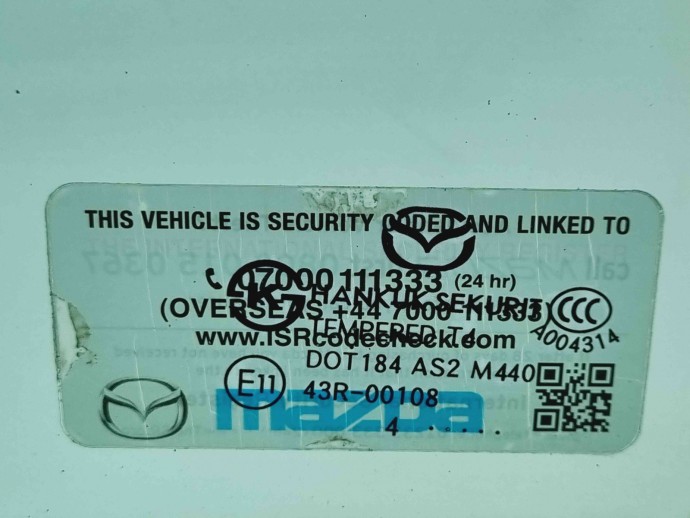 THIS VEHICLE IS SECURITY CODED AND LINKED TO
07000 111333 (24 hr)
HANKUK SEKURIT
(OVERSEAS +44 7000 111333)
TEMPERED T4
CCC
A004314
www.ISRcodecheck.com
DOT184 AS2 M440
E11
43R-00108
mazda
4 . . . . .